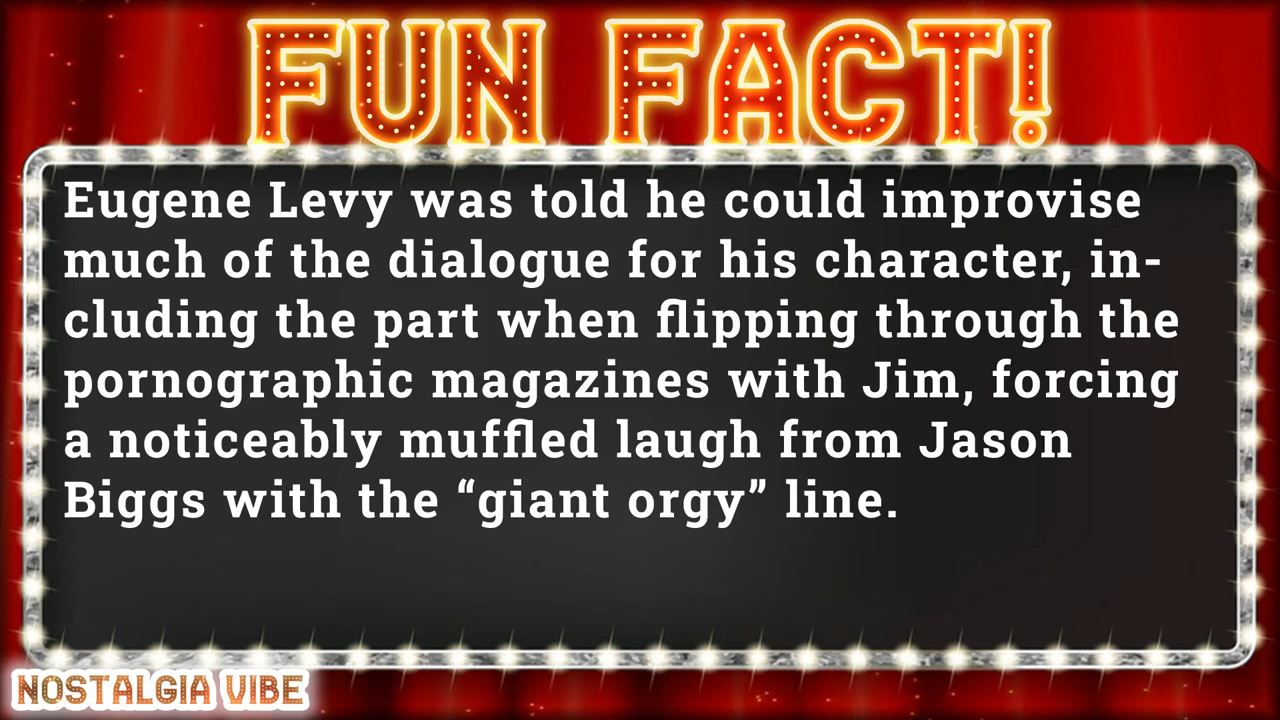 FUN FACT!
Eugene Levy was told he could improvise
much of the dialogue for his character, in-
cluding the part when flipping through the
pornographic magazines with Jim, forcing
a noticeably muffled laugh from Jason
Biggs with the “giant orgy” line.
NOSTALGIA VIBE